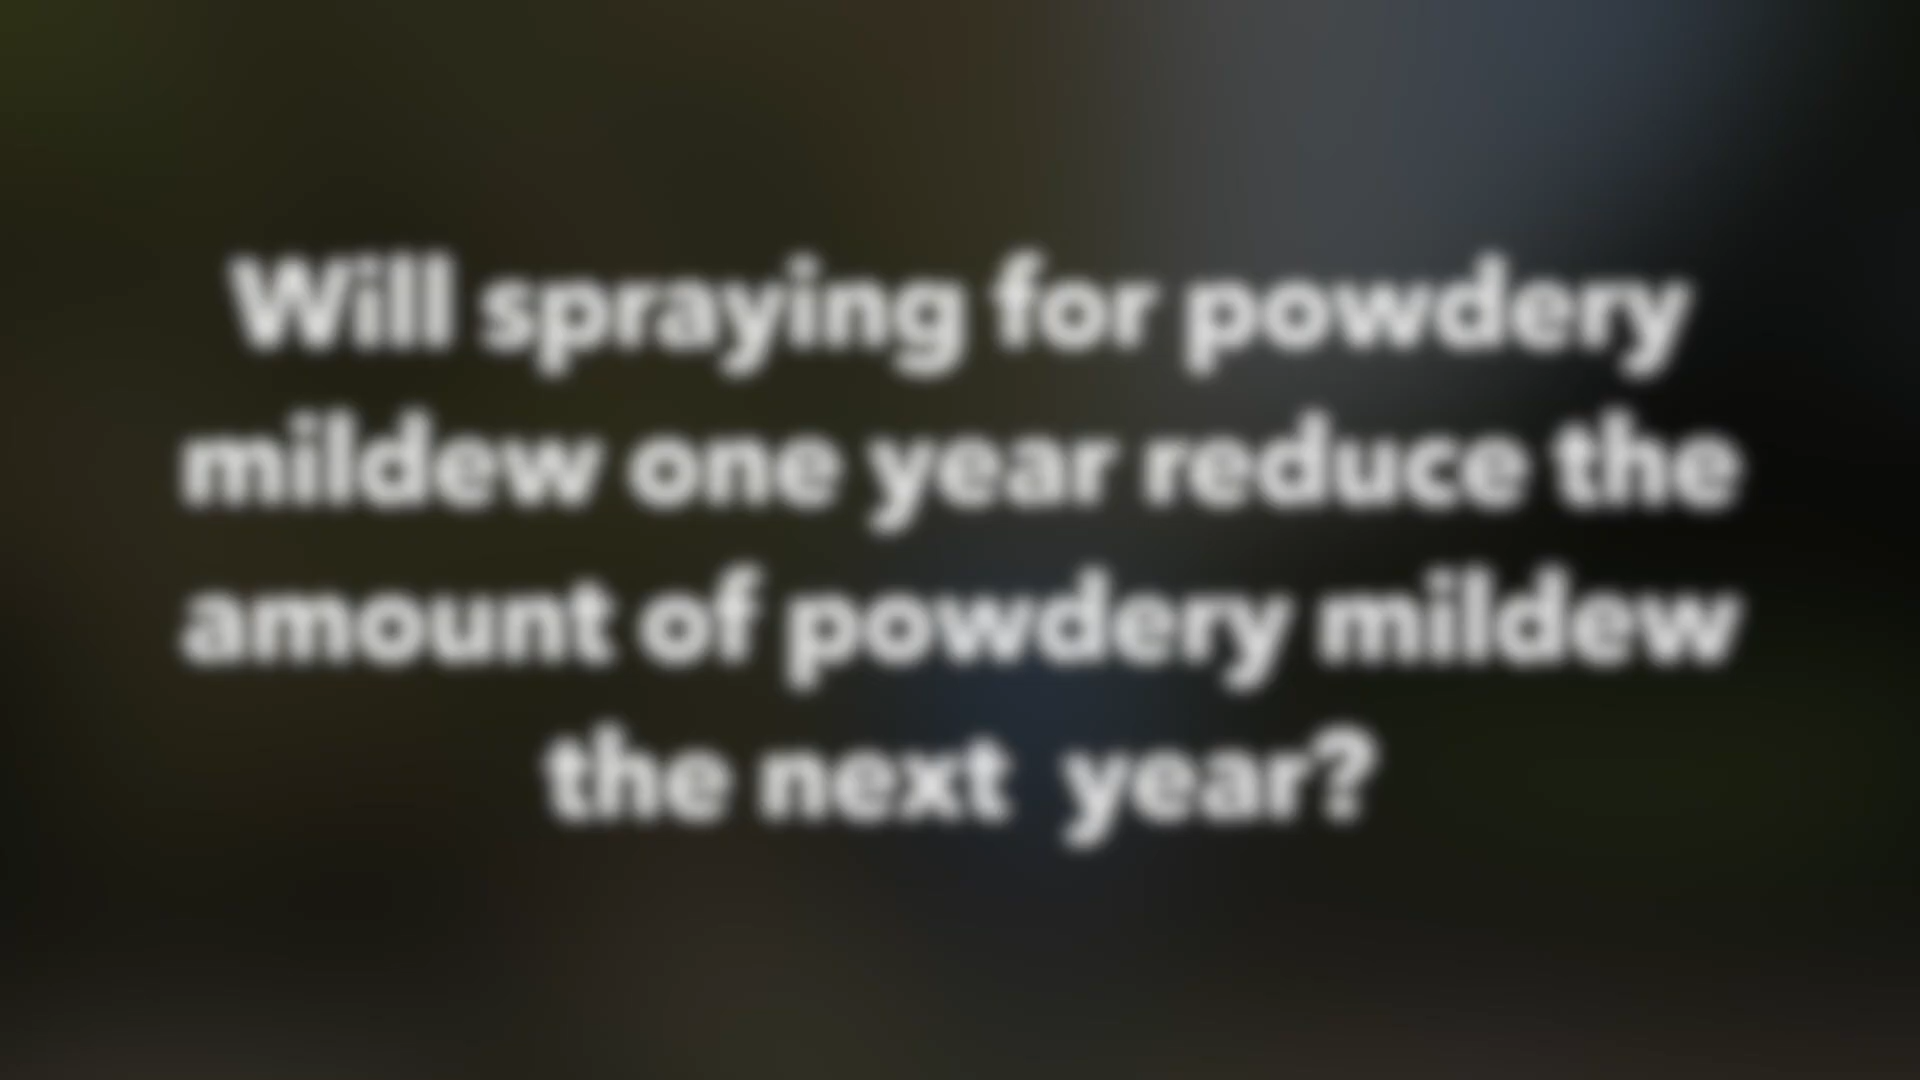 Will spraying for powdery
mildew one year reduce the
amount of powdery mildew
the next  year?